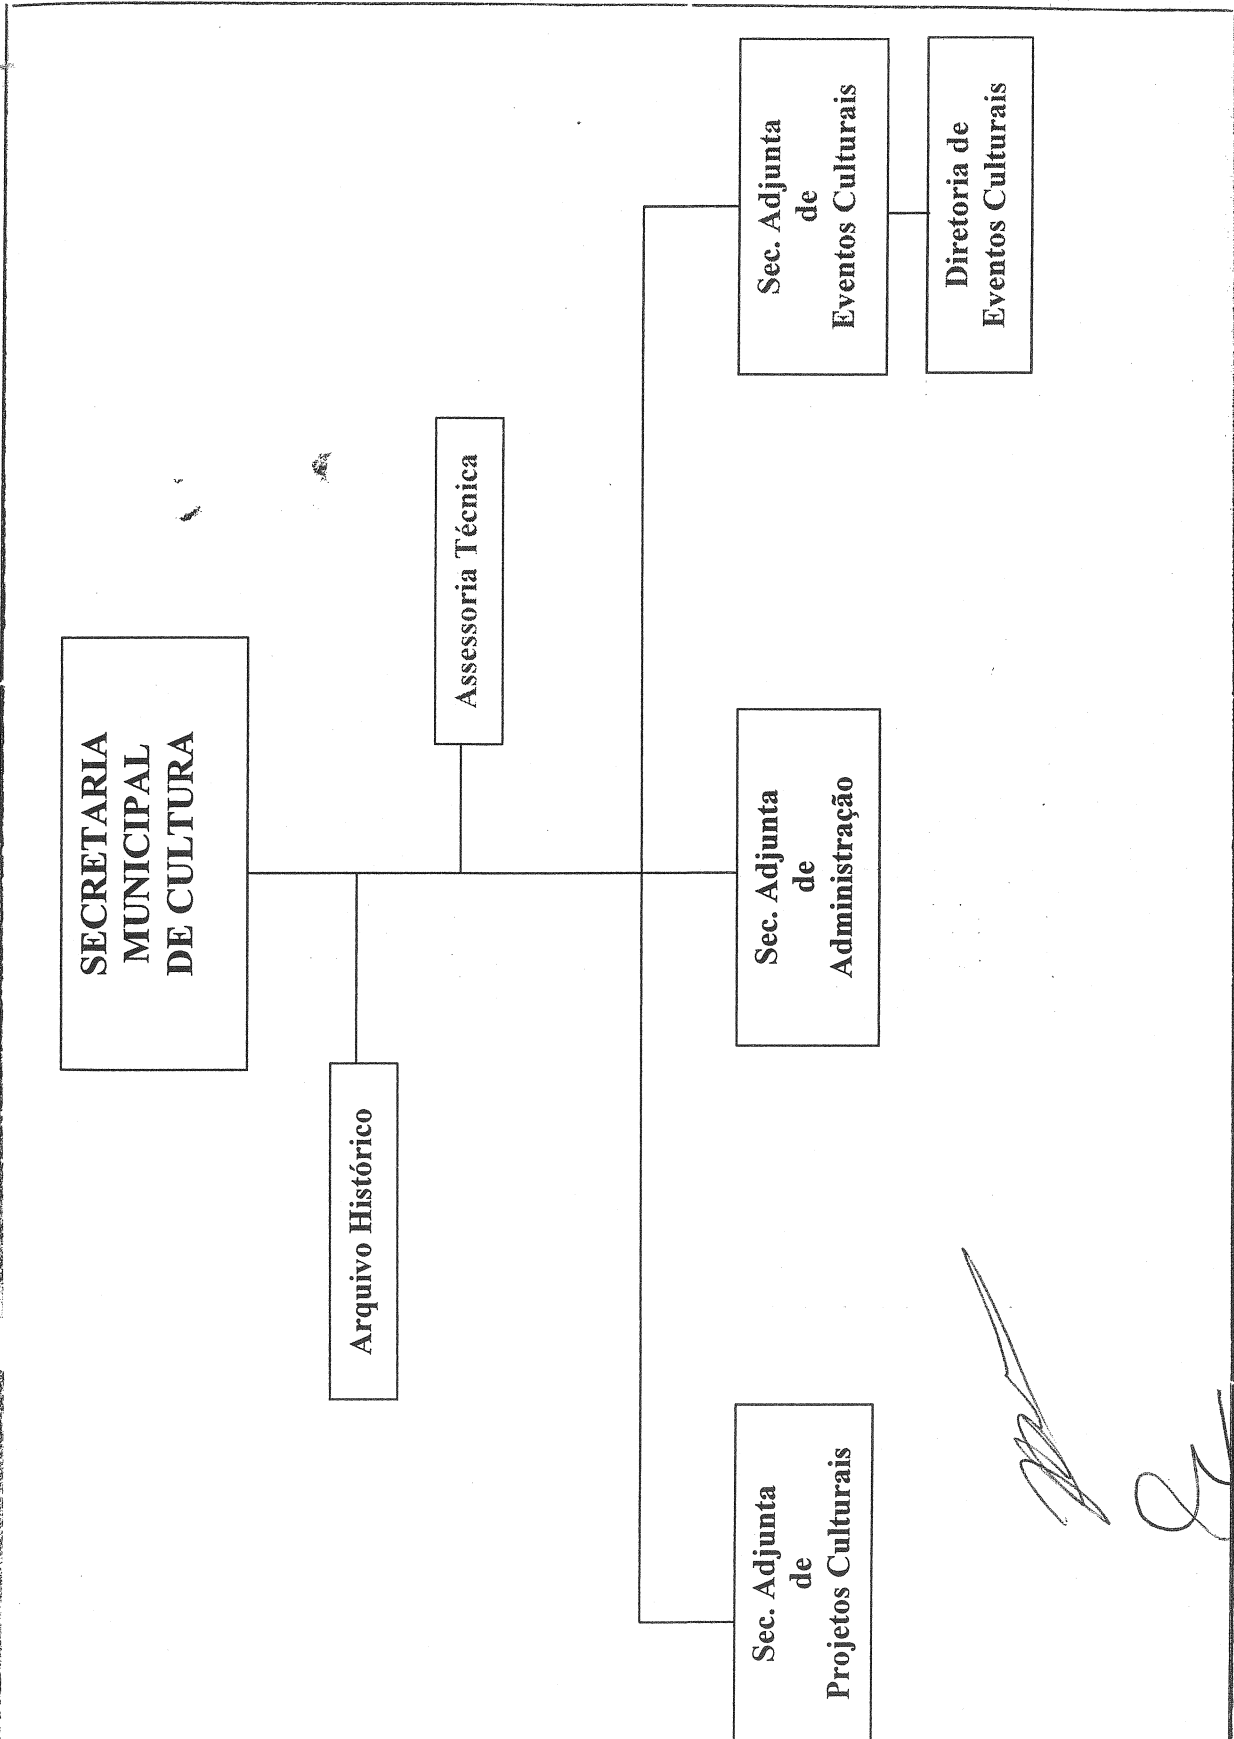 SECRETARIA
MUNICIPAL
DE CULTURA
Arquivo Histórico
Assessoria Técnica
Sec. Adjunta
de
Projetos Culturais
Sec. Adjunta
de
Administração
Sec. Adjunta
de
Eventos Culturais
Diretoria de
Eventos Culturais